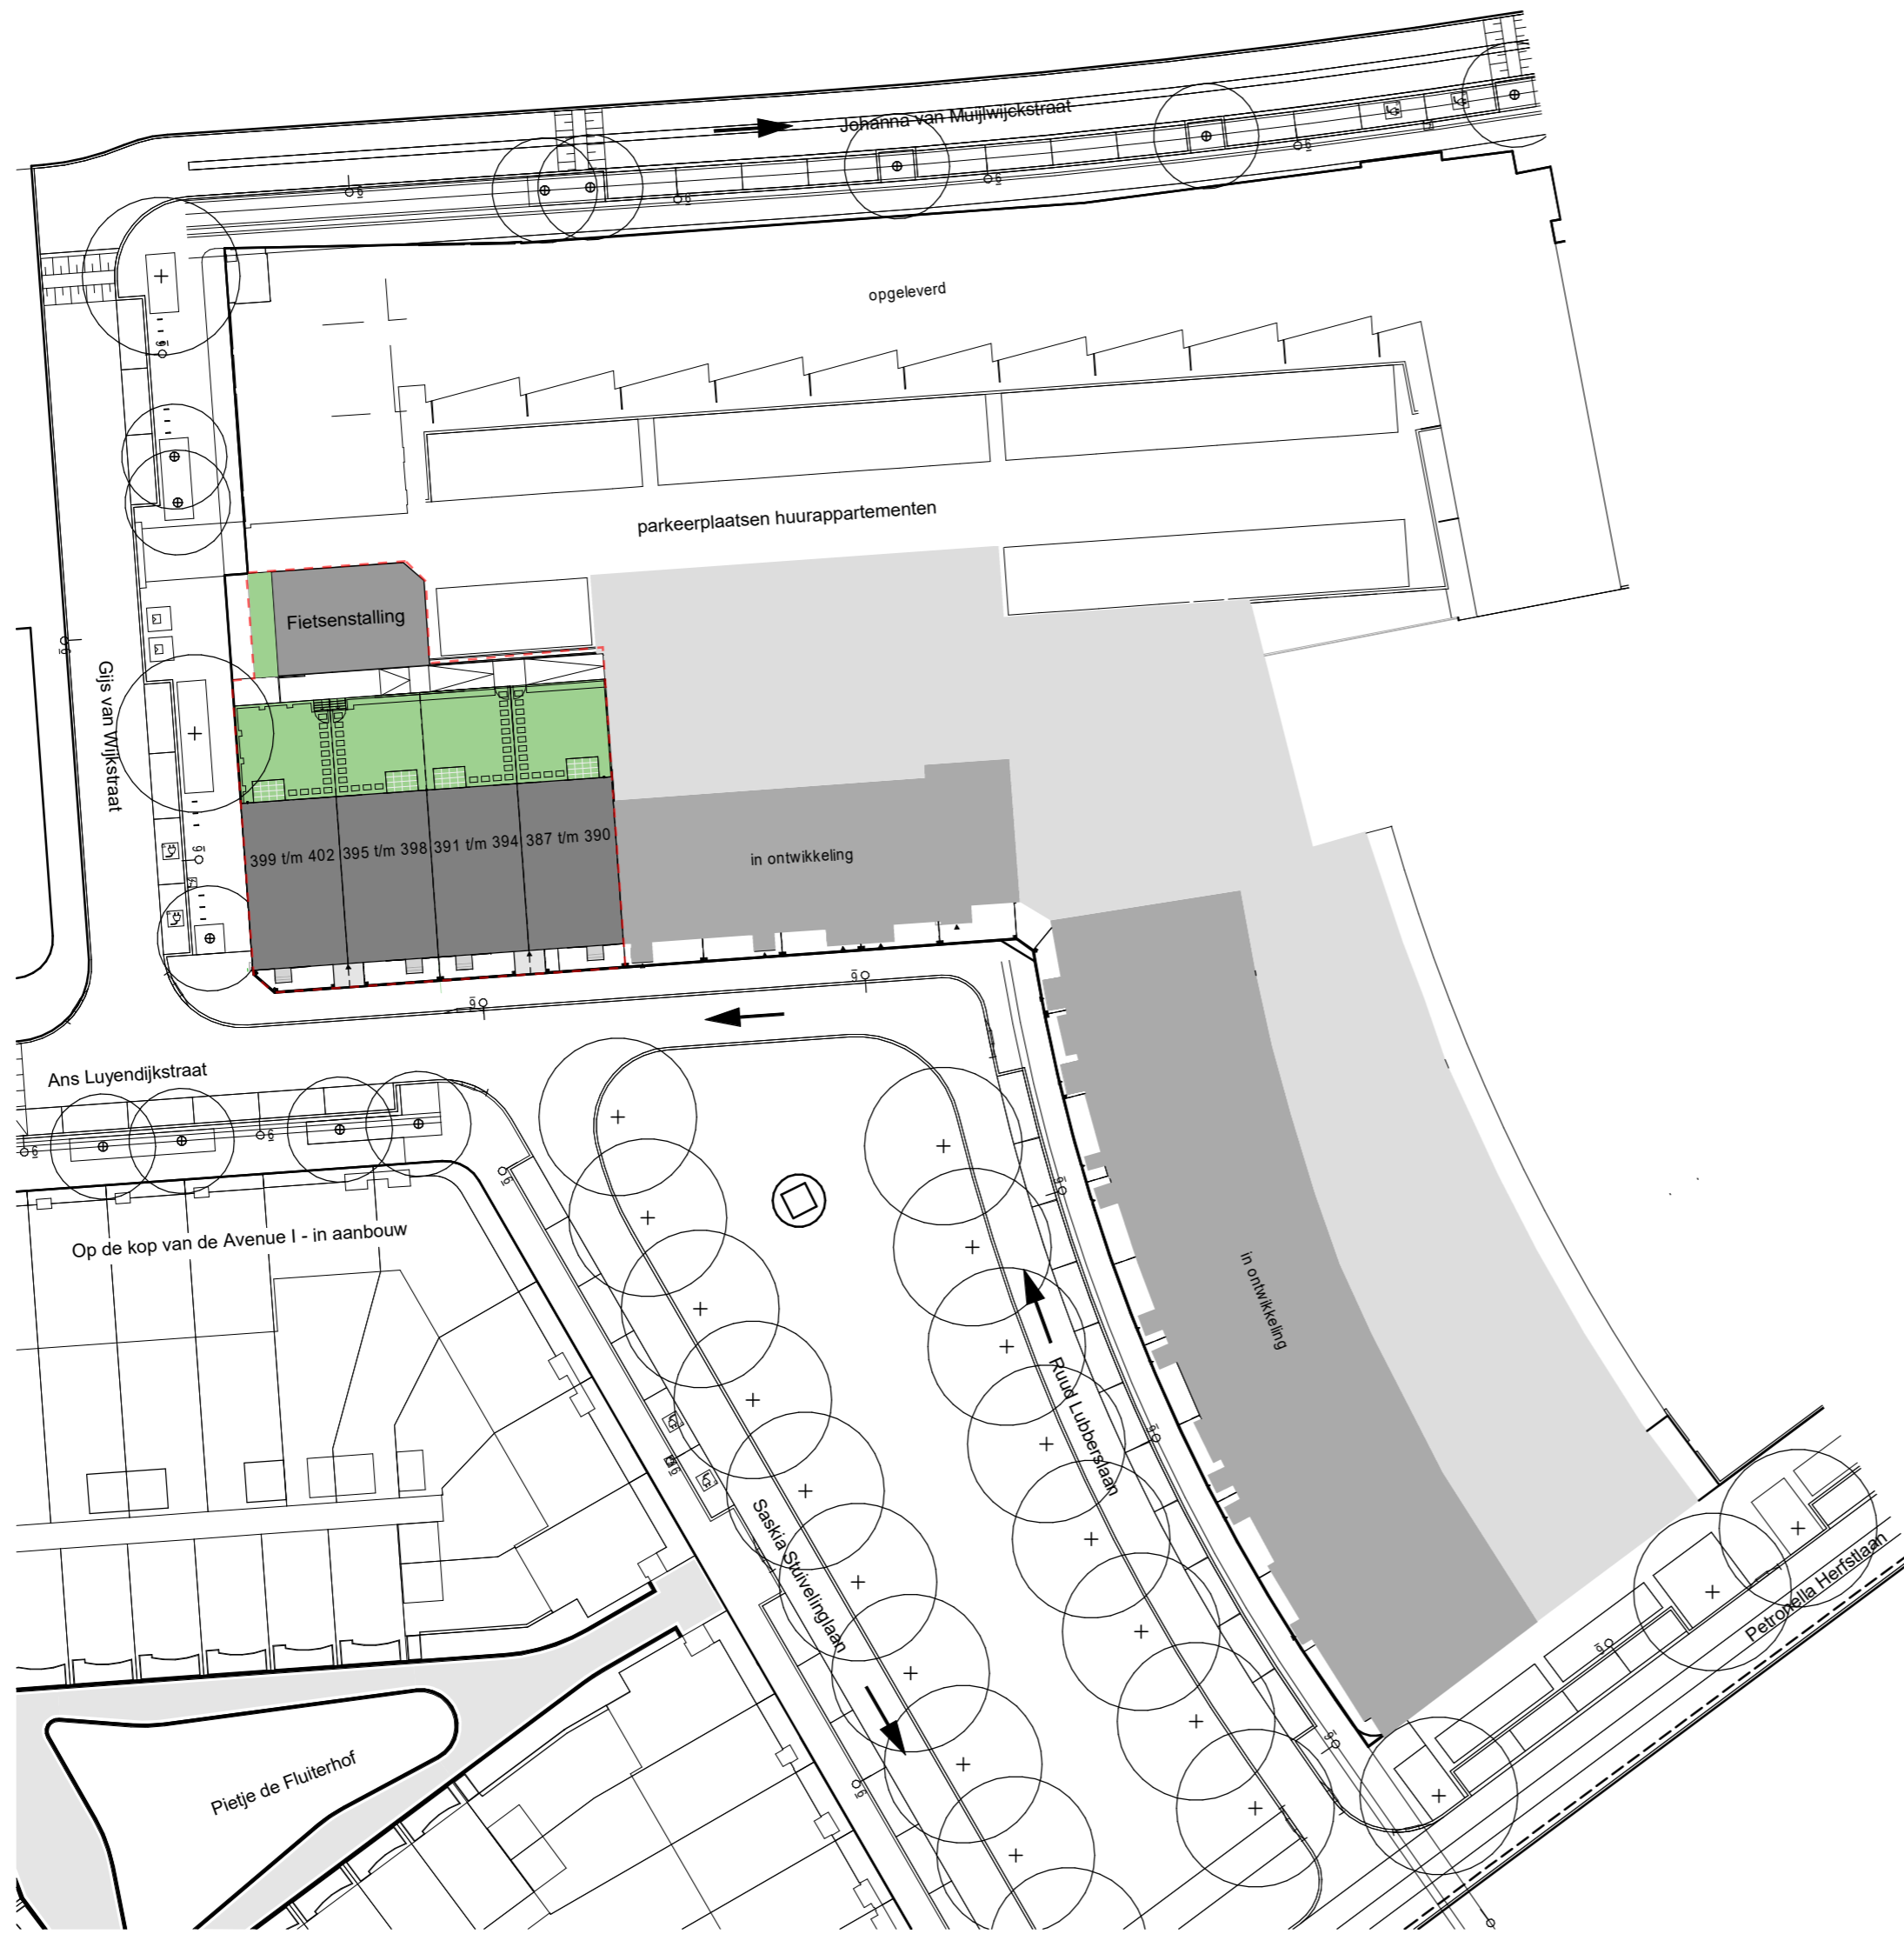 Johanna van Muijlwijckstraat
opgeleverd
parkeerplaatsen huurappartementen
Fietsenstalling
Gijs van Wijkstraat
399 t/m 402
395 t/m 398
391 t/m 394
387 t/m 390
in ontwikkeling
Ans Luyendijkstraat
Op de kop van de Avenue I - in aanbouw
in ontwikkeling
Ruud Lubberslaan
Saskia Stuivelinglaan
Petronella Herfstlaan
Pietje de Fluiterhof